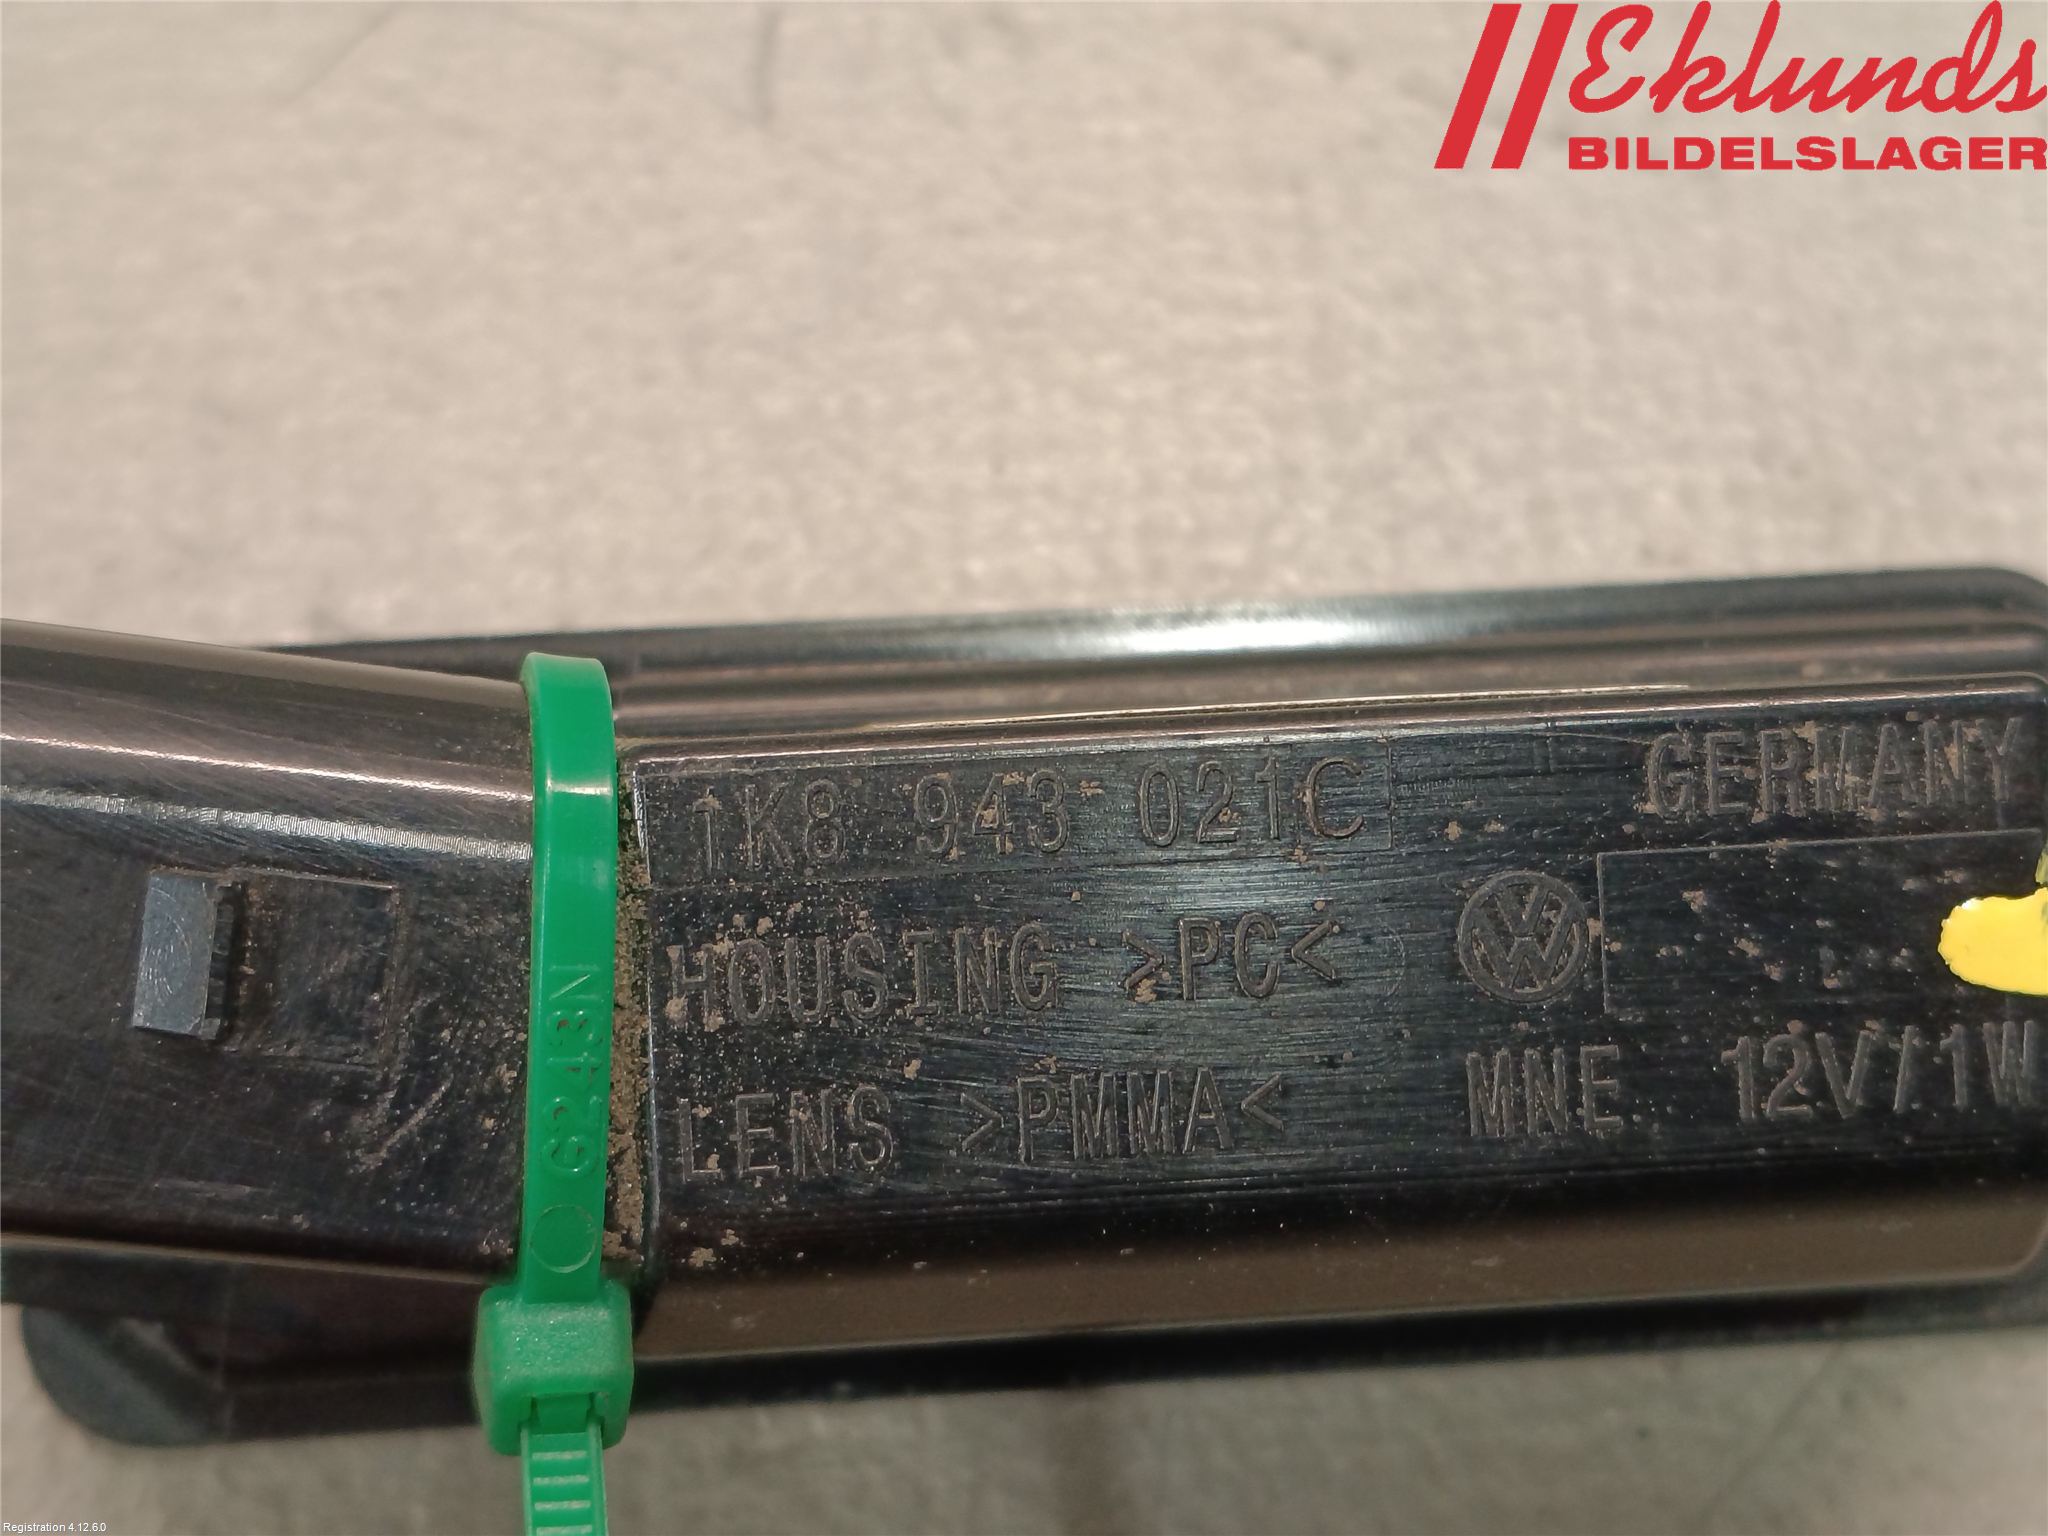 Eklunds
BILDELSLAGER
1K8 943 021C
GERMANY
HOUSING >PC<
LENS >PMMA<
MNE 12V/1W
G243N
Registration 4.12.6.0